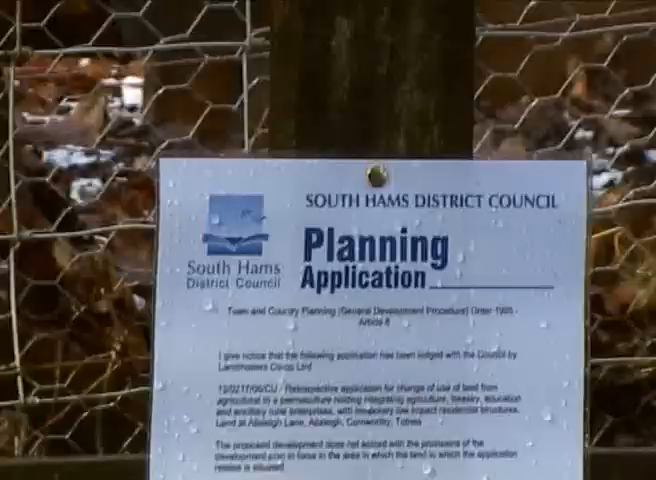 SOUTH HAMS DISTRICT COUNCIL
Planning
Application
South Hams
District Council
Town and Country Planning (General Development Procedure) Order 1995 -
Article 8
I give notice that the following application has been lodged with the Council by
Landmatters Co-op Ltd
Retrospective application for change of use of land from
agricultural to a permaculture holding integrating agriculture, forestry, education
and ancillary rural enterprises, with temporary low impact residential structures.
Land at Allaleigh Lane, Allaleigh, Cornworthy, Totnes
The proposed development does not accord with the provisions of the
development plan in force in the area in which the land to which the application
relates is situated